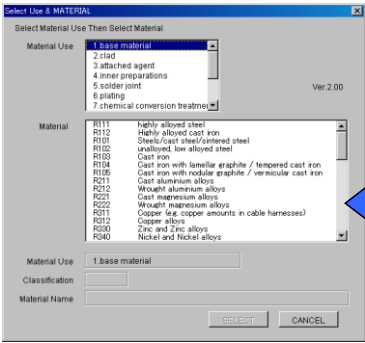 Select Use & MATERIAL
Select Material Use Then Select Material
Material Use
1.base material
2.clad
3.attached agent
4.inner preparations
5.solder joint
6.plating
7.chemical conversion treatmen
Ver.2.00
Material
R111 highly alloyed steel
R112 Highly alloyed cast iron
R101 Steels/cast steel/sintered steel
R102 unalloyed, low alloyed steel
R103 Cast iron
R104 Cast iron with lamellar graphite / tempered cast iron
R105 Cast iron with nodular graphite / vermicular cast iron
R211 Cast aluminium alloys
R212 Wrought aluminium alloys
R221 Cast magnesium alloys
R222 Wrought magnesium alloys
R311 Copper (e.g. copper amounts in cable harnesses)
R312 Copper alloys
R330 Zinc and Zinc alloys
R340 Nickel and Nickel alloys
Material Use 1.base material
Classification
Material Name
SELECT CANCEL